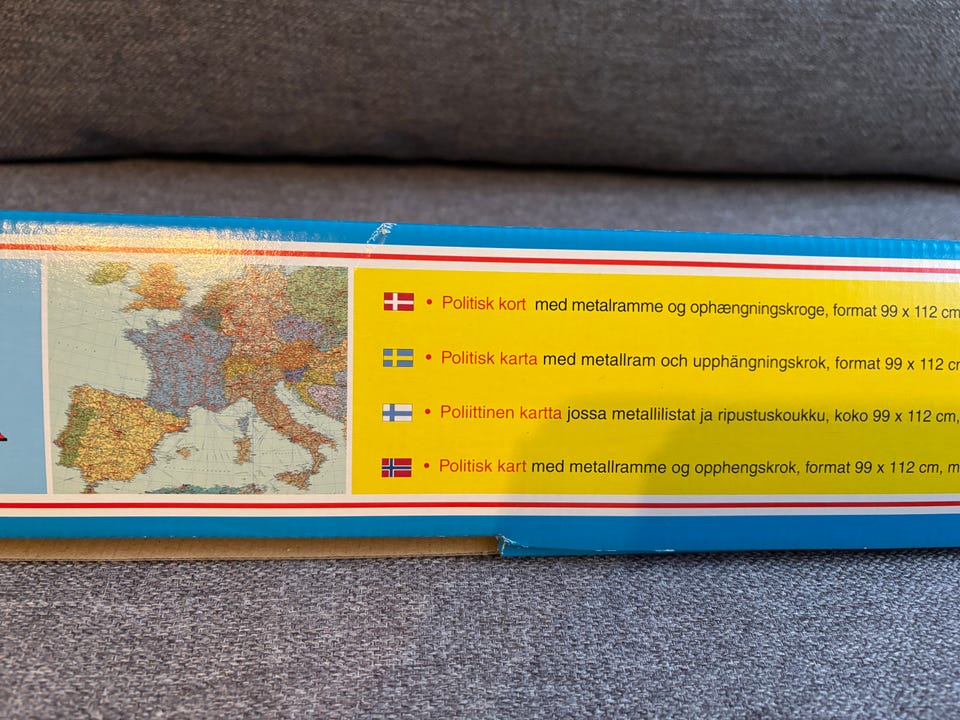 • Politisk kort med metalramme og ophængningskroge, format 99 x 112 cm
• Politisk karta med metallram och upphängningskrok, format 99 x 112
• Poliittinen kartta jossa metallilistat ja ripustuskoukku, koko 99 x 112 cm,
• Politisk kart med metallramme og opphengskrok, format 99 x 112 cm,